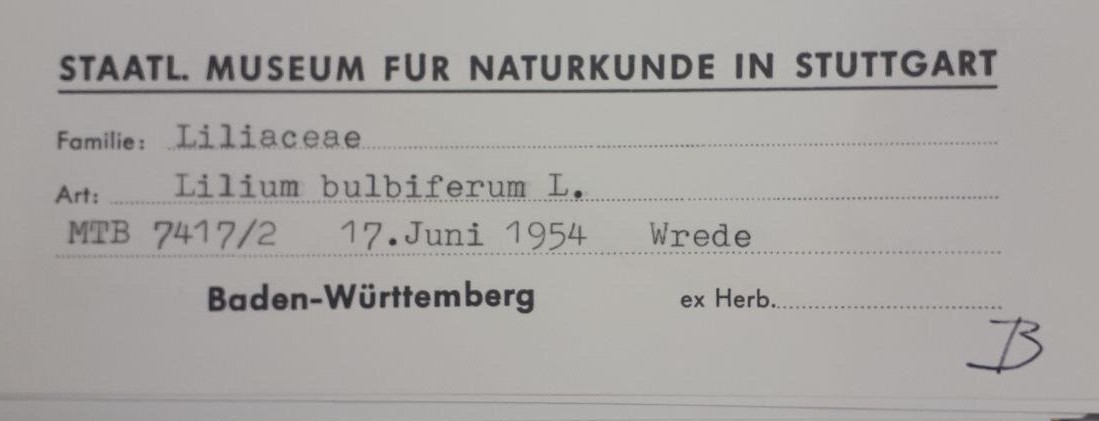 STAATL. MUSEUM FÜR NATURKUNDE IN STUTTGART
Familie: Liliaceae
Art: Lilium bulbiferum L.
MTB 7417/2 17.Juni 1954 Wrede
Baden-Württemberg ex Herb.
B